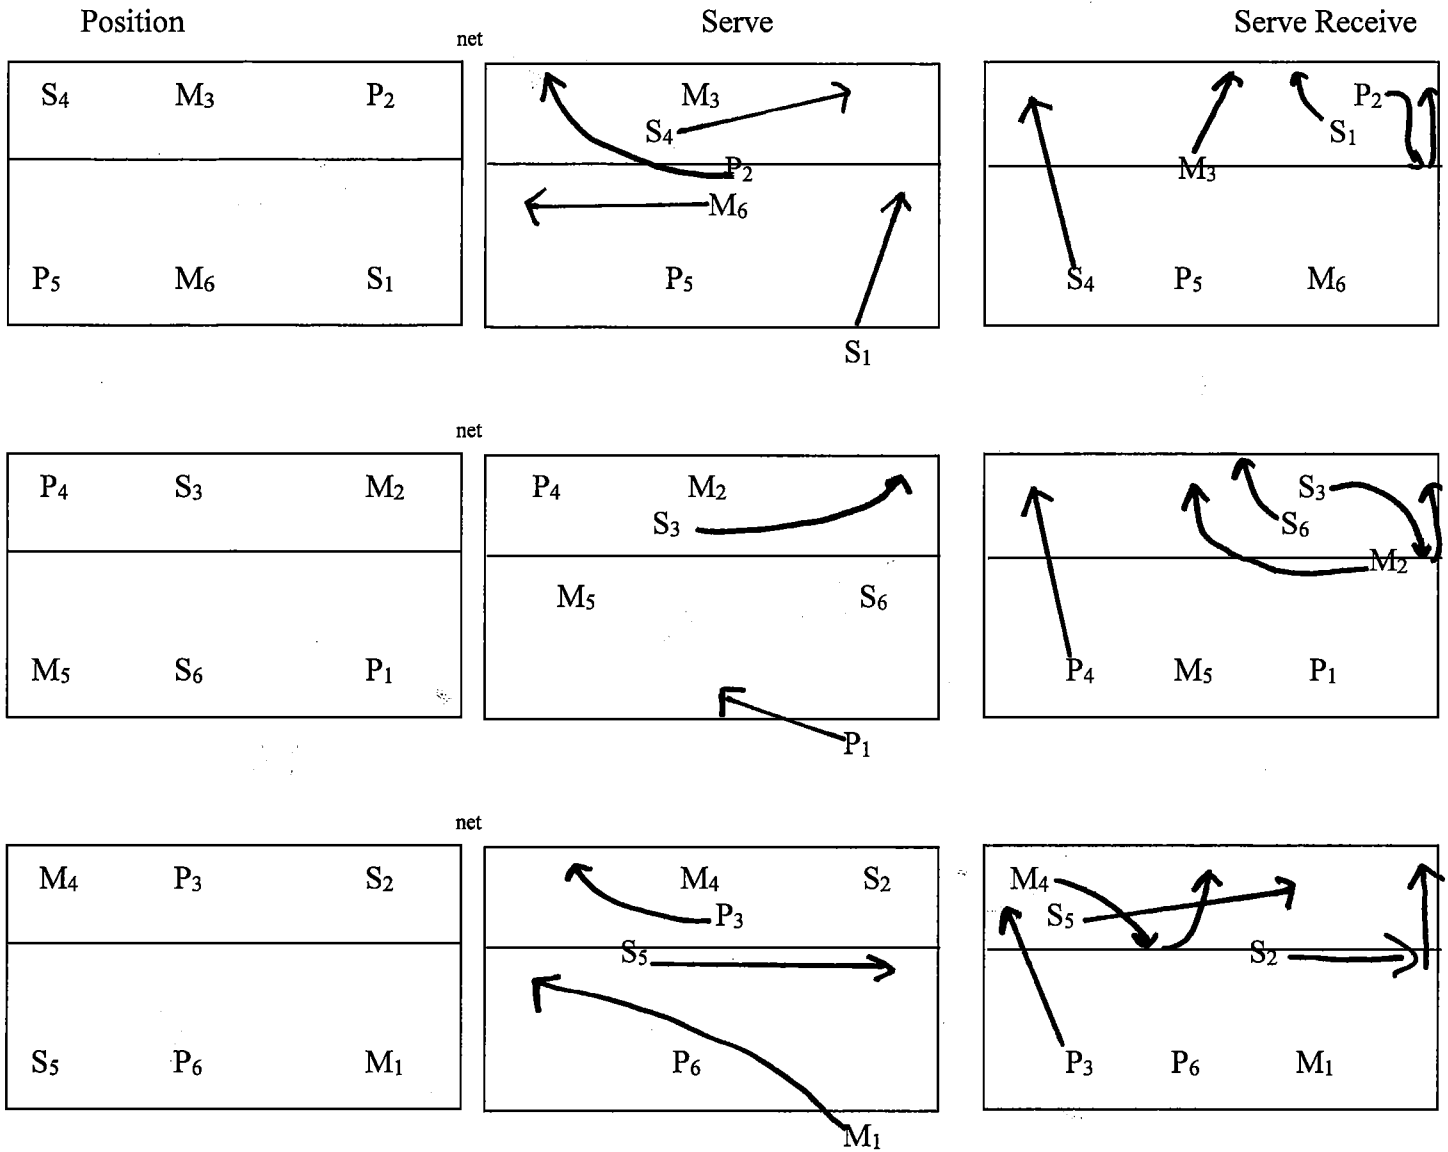 Position Serve Serve Receive
net
S4 M3 P2 M3 P2
S4 S1
P2 M3
M6
P5 M6 S1 P5 S4 P5 M6
S1
net
P4 S3 M2 P4 M2 S3
S3 S6
M2
M5 S6
M5 S6 P1 P4 M5 P1
P1
net
M4 P3 S2 M4 S2 M4
P3 S5
S5 S2
S5 P6 M1 P6 P3 P6 M1
M1